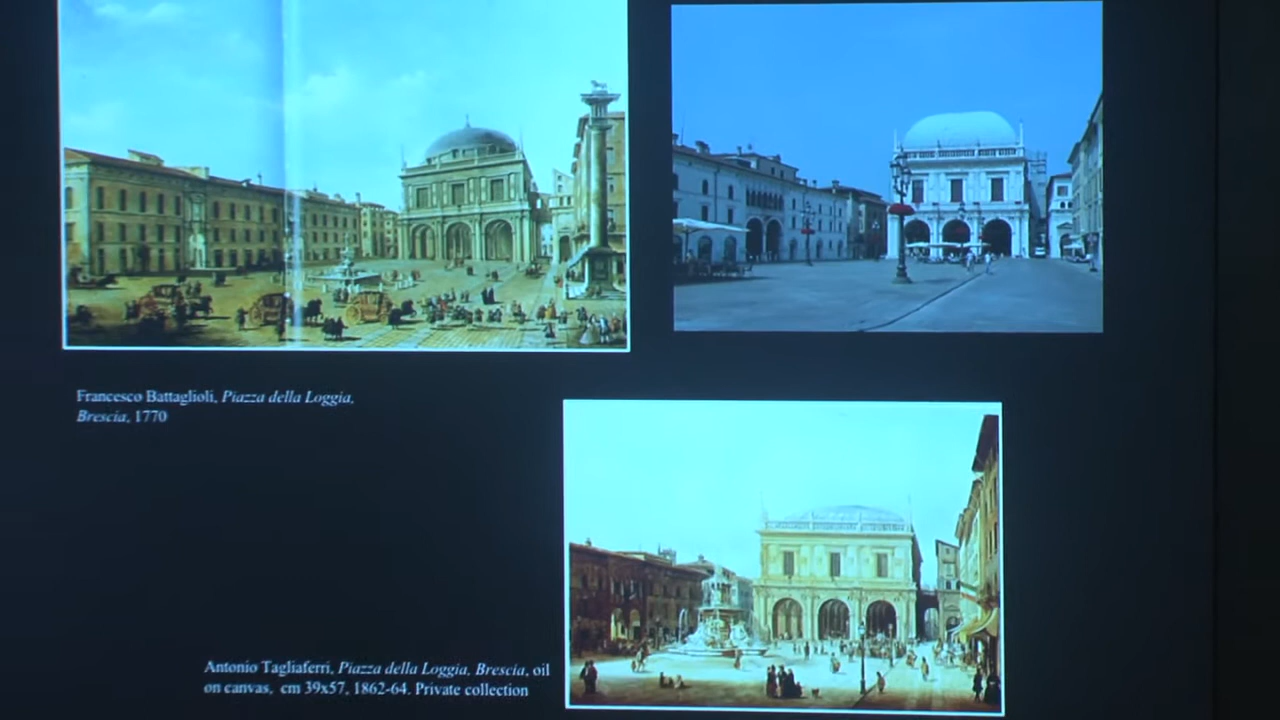 Francesco Battaglioli, Piazza della Loggia,
Brescia, 1770
Antonio Tagliaferri, Piazza della Loggia, Brescia, oil
on canvas, cm 39x57, 1862-64. Private collection